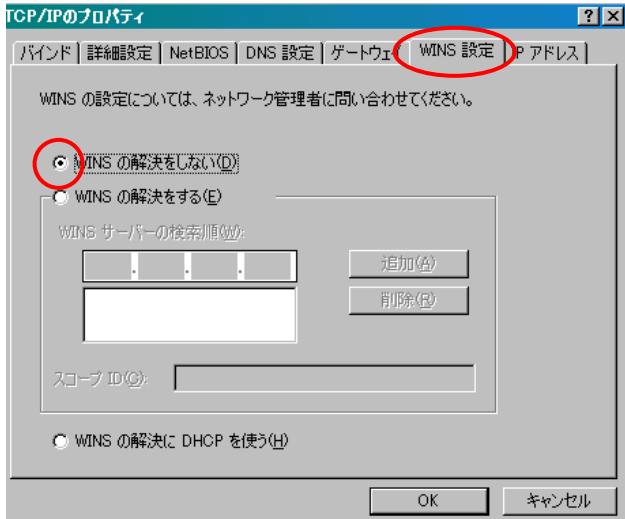 TCP/IPのプロパティ
? ×
バインド 詳細設定 NetBIOS DNS 設定 ゲートウェイ WINS 設定 P アドレス
WINS の設定については、ネットワーク管理者に問い合わせてください。
WINS の解決をしない(D)
WINS の解決をする(E)
WINS サーバーの検索順(W):
. . .
追加(A)
削除(R)
スコープ ID(C):
WINS の解決に DHCP を使う(H)
OK キャンセル